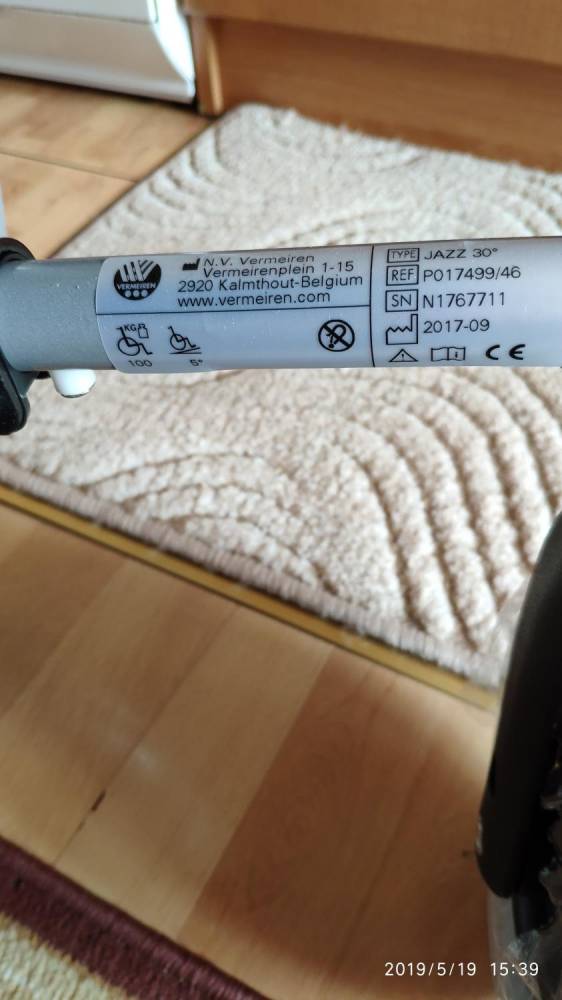 VERMEIREN
N.V. Vermeiren
Vermeirenplein 1-15
2920 Kalmthout-Belgium
www.vermeiren.com
KG
100
5°
TYPE JAZZ 30°
REF P017499/46
SN N1767711
2017-09
CE
2019/5/19 15:39